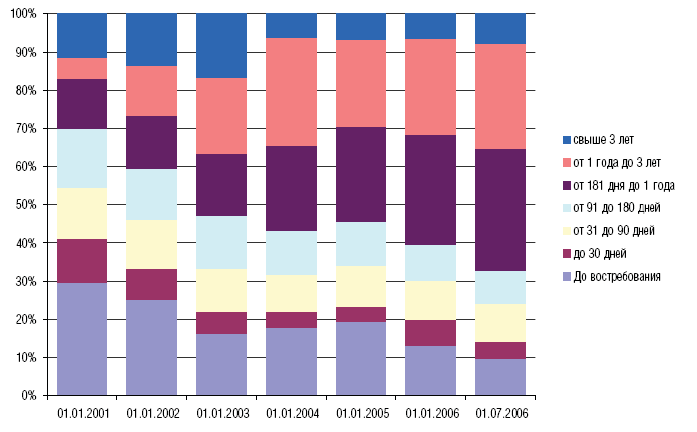 100%
90%
80%
70%
60%
50%
40%
30%
20%
10%
0%
01.01.2001 01.01.2002 01.01.2003 01.01.2004 01.01.2005 01.01.2006 01.07.2006
свыше 3 лет
от 1 года до 3 лет
от 181 дня до 1 года
от 91 до 180 дней
от 31 до 90 дней
до 30 дней
До востребования